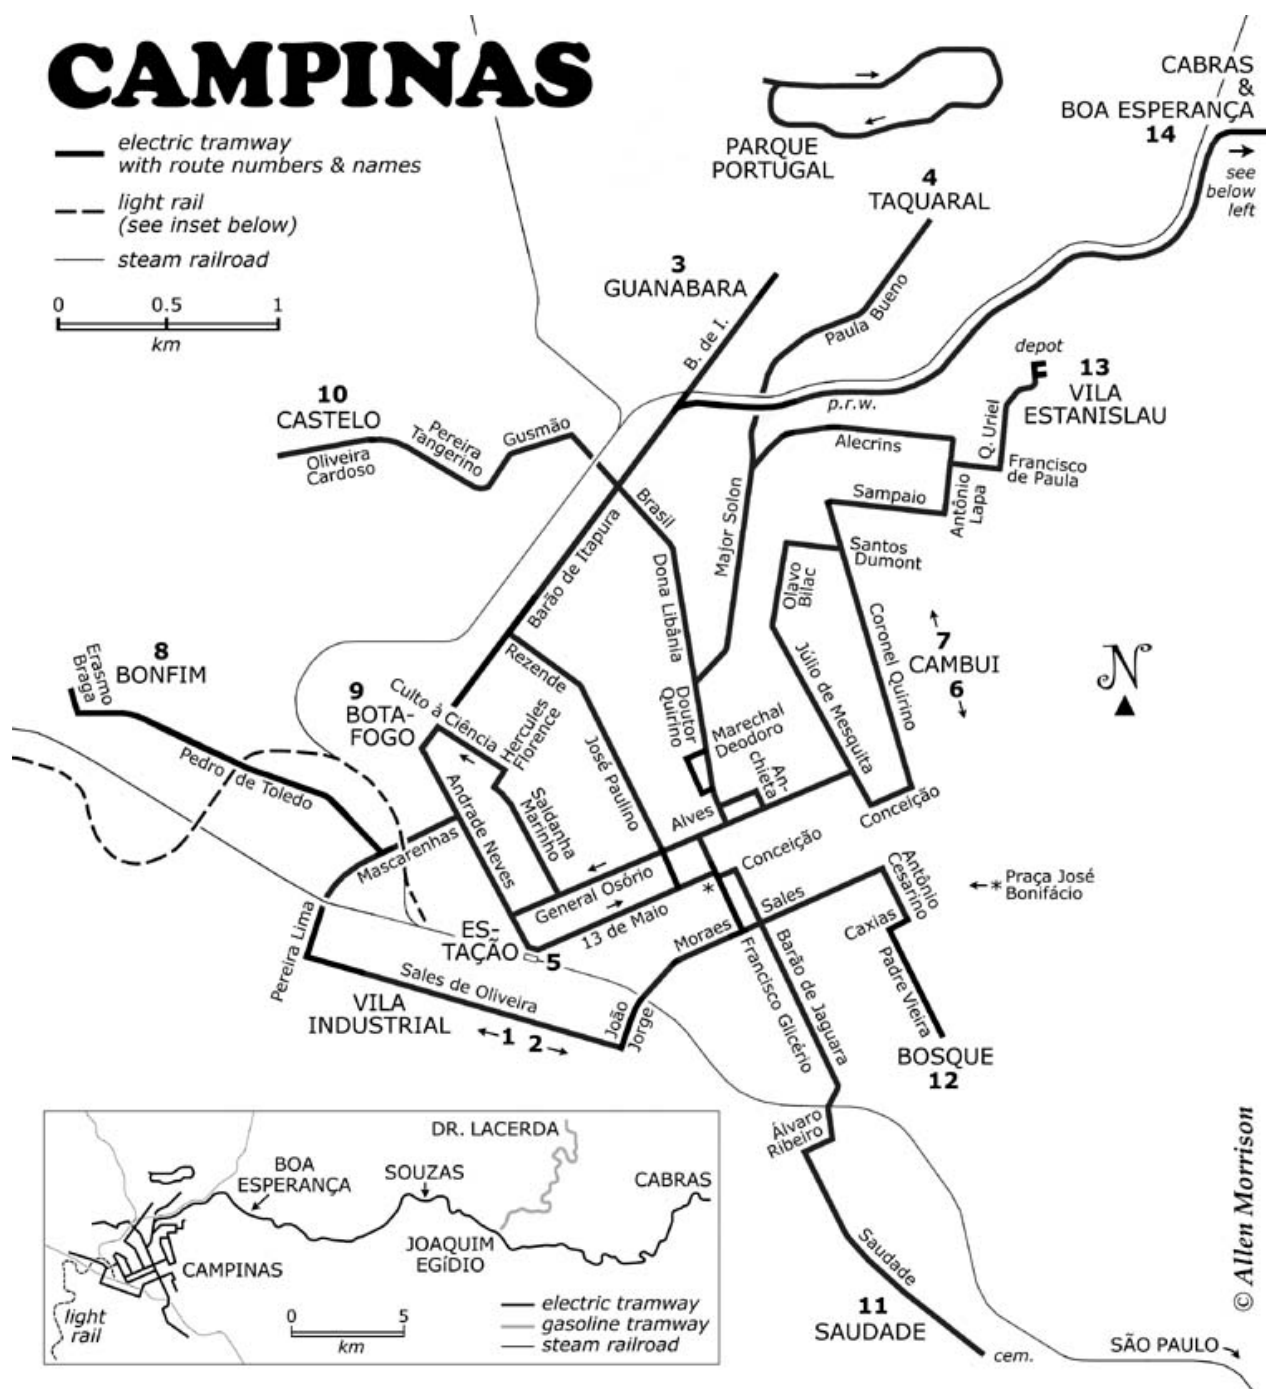 CAMPINAS
electric tramway
with route numbers & names
light rail
(see inset below)
steam railroad
0 0.5 1
km
PARQUE
PORTUGAL
CABRAS
&
BOA ESPERANÇA
14
see
below
left
4
TAQUARAL
3
GUANABARA
B. de I.
Paula Bueno
p.r.w.
depot
13
VILA
ESTANISLAU
10
CASTELO
Oliveira
Cardoso
Pereira
Tangerino
Gusmão
Brasil
Alecrins
Q. Uriel
Francisco
de Paula
Antônio
Lapa
Sampaio
Santos
Dumont
Major Solon
Barão de Itapura
Dona Libânia
Olavo
Bilac
Coronel Quirino
Júlio de Mesquita
7
CAMBUI
6
N
8
BONFIM
Erasmo
Braga
9
BOTA-
FOGO
Culto à Ciência
Rezende
Hercules
Florence
José Paulino
Doutor
Quirino
Marechal
Deodoro
An-
chieta
Pedro de Toledo
Andrade Neves
Saldanha
Marinho
Alves
Conceição
Conceição
Mascarenhas
General Osório
13 de Maio
*
Sales
Antônio
Cesarino
* Praça José
Bonifácio
Caxias
Padre Vieira
Moraes
ES-
TAÇÃO
5
Pereira Lima
Sales de Oliveira
VILA
INDUSTRIAL
1 2
João
Jorge
Francisco Glicério
Barão de Jaguara
BOSQUE
12
Álvaro
Ribeiro
Saudade
11
SAUDADE
cem.
SÃO PAULO
© Allen Morrison
DR. LACERDA
BOA
ESPERANÇA
SOUZAS
CABRAS
JOAQUIM
EGÍDIO
CAMPINAS
light
rail
0 5
km
electric tramway
gasoline tramway
steam railroad